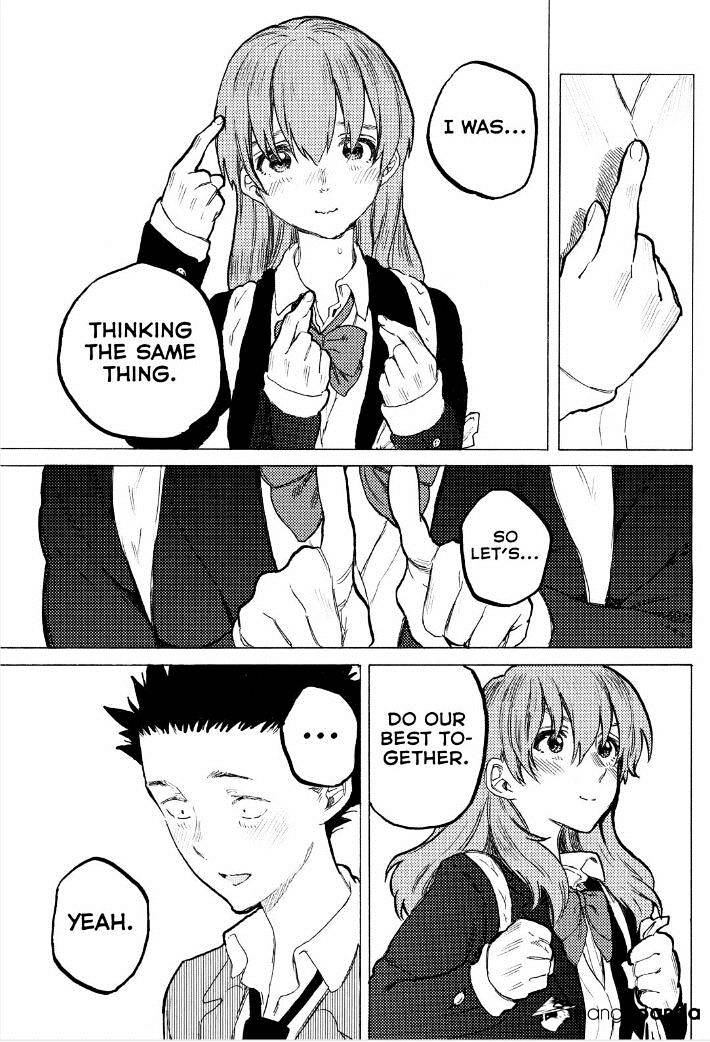 I WAS...
THINKING
THE SAME
THING.
SO
LET'S...
DO OUR
BEST TO-
GETHER.
...
YEAH.